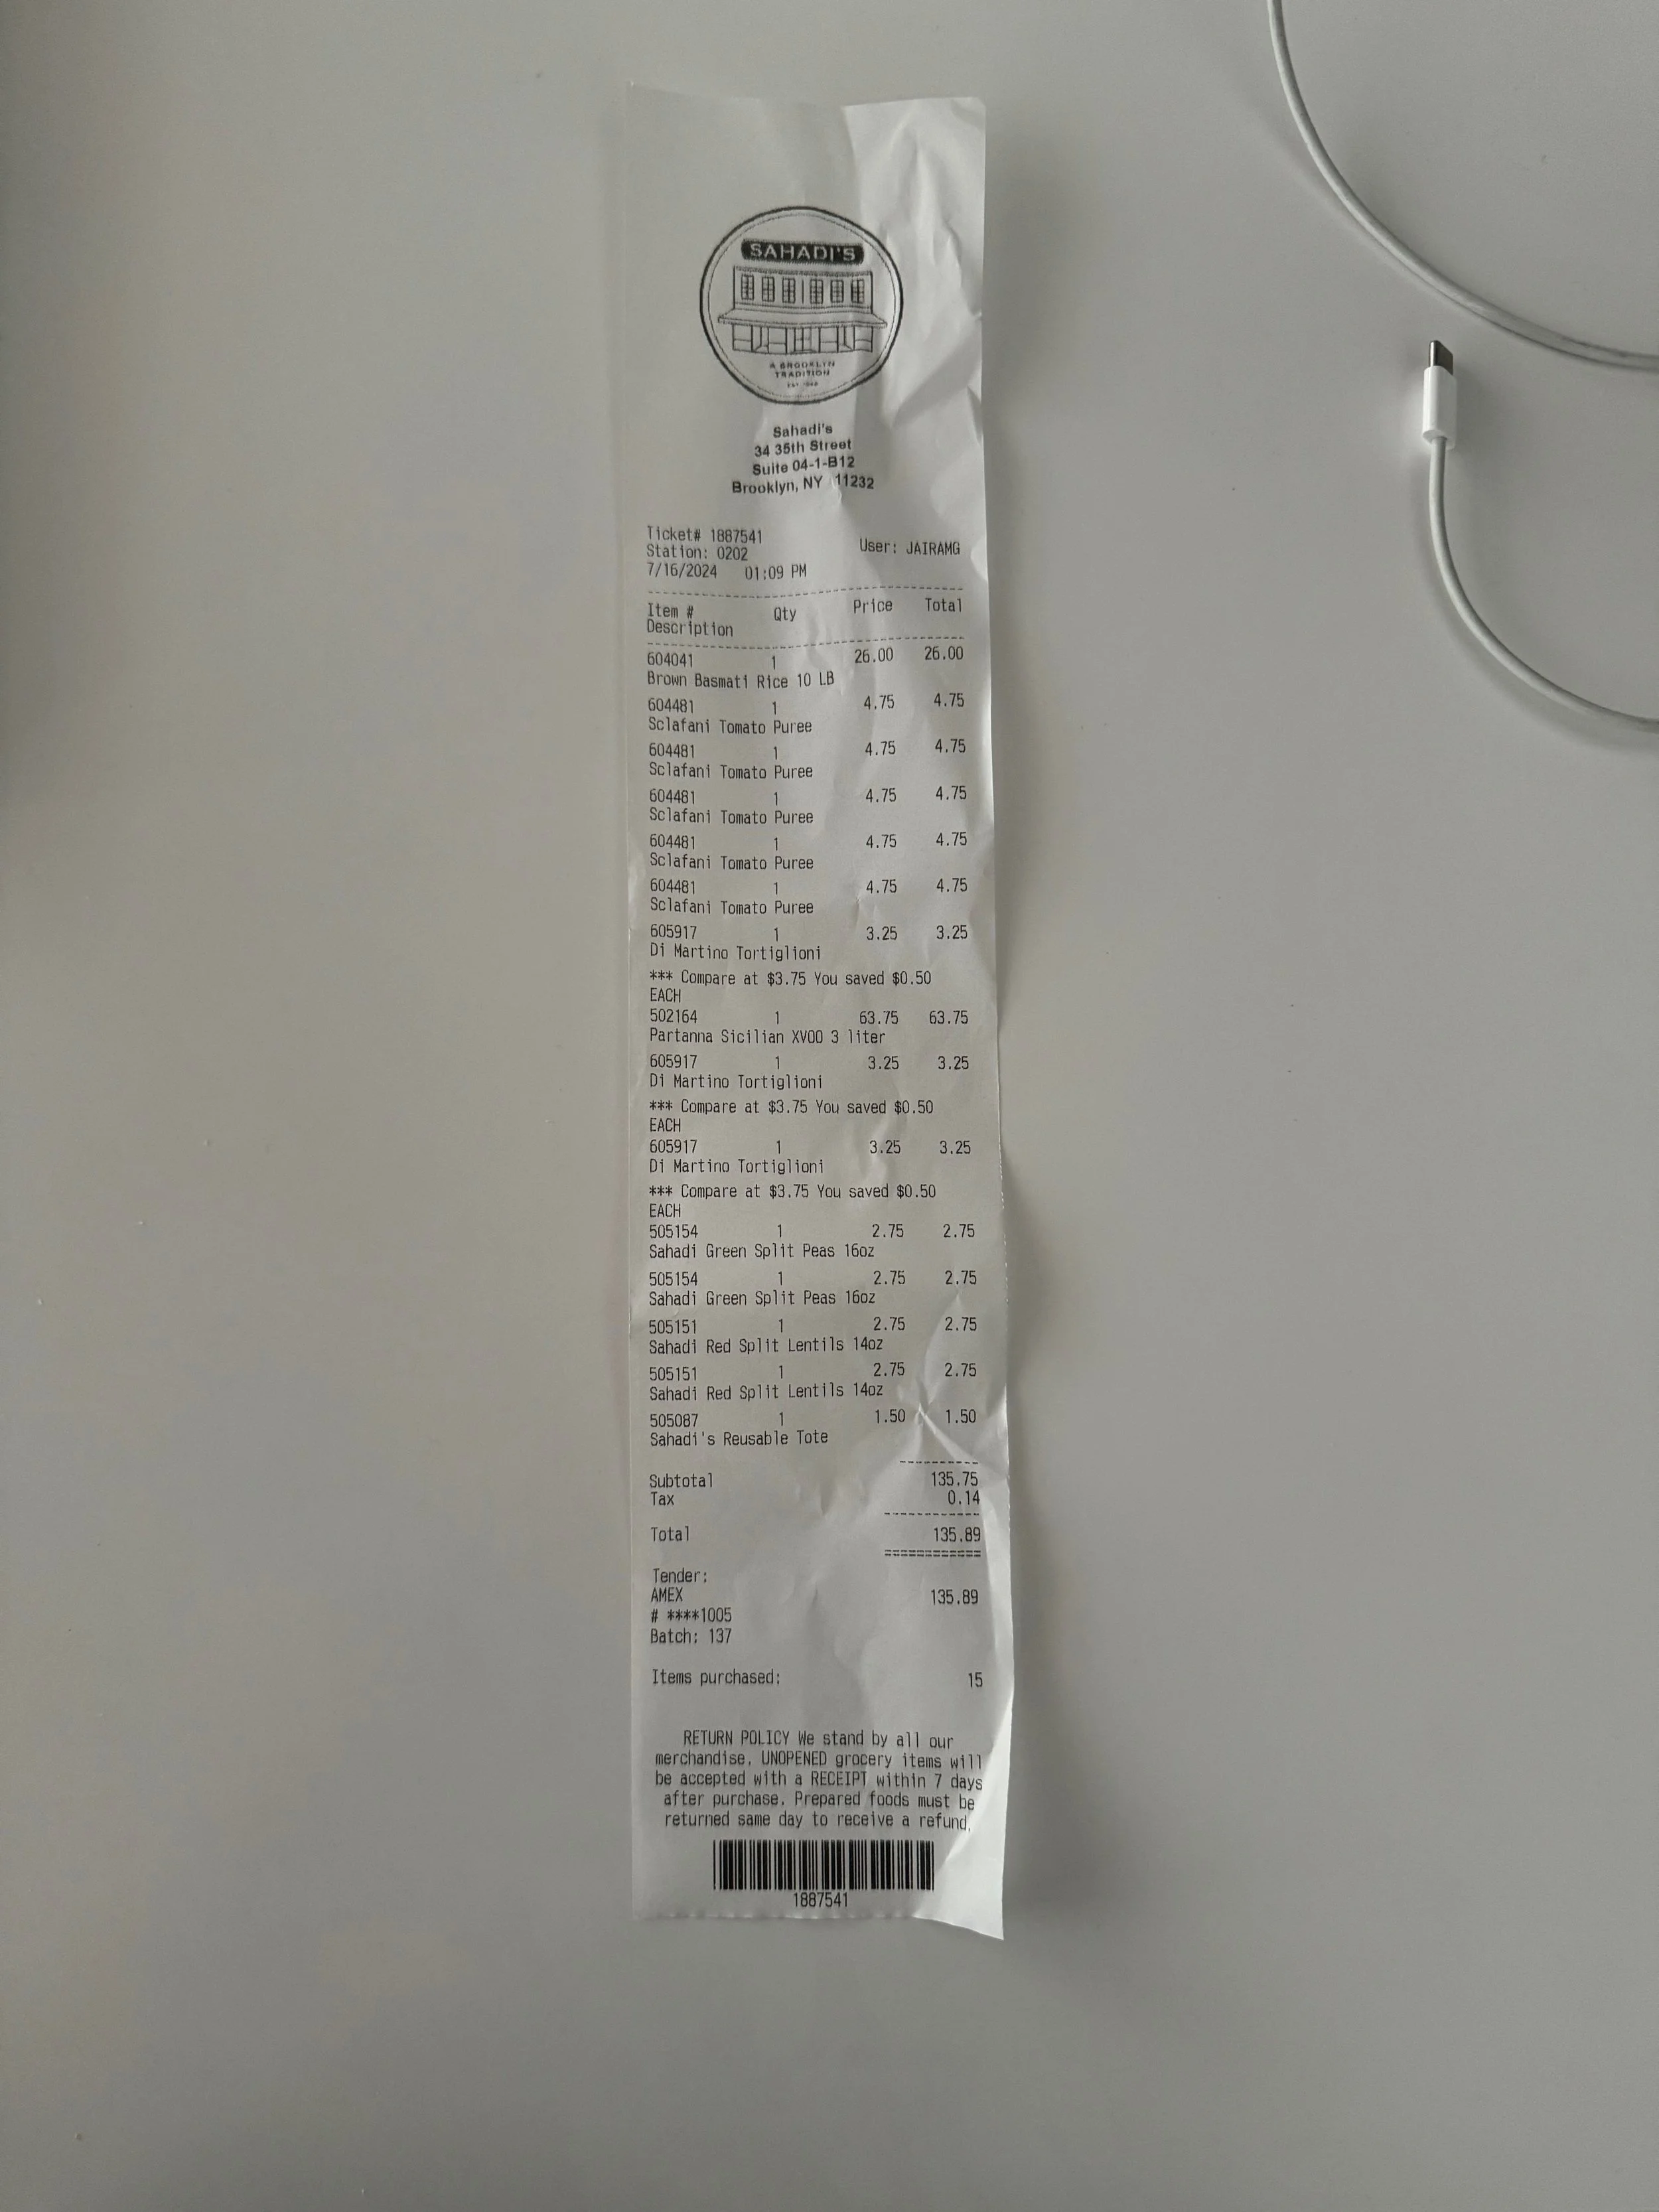 SAHADI'S
A BROOKLYN
TRADITION
Sahadi's
34 35th Street
Suite 04-1-B12
Brooklyn, NY 11232
Ticket# 1887541
Station: 0202 User: JAIRAMG
7/16/2024 01:09 PM
Item # Qty Price Total
Description
604041 1 26.00 26.00
Brown Basmati Rice 10 LB
604481 1 4.75 4.75
Sclafani Tomato Puree
604481 1 4.75 4.75
Sclafani Tomato Puree
604481 1 4.75 4.75
Sclafani Tomato Puree
604481 1 4.75 4.75
Sclafani Tomato Puree
604481 1 4.75 4.75
Sclafani Tomato Puree
605917 1 3.25 3.25
Di Martino Tortiglioni
*** Compare at $3.75 You saved $0.50
EACH
502164 1 63.75 63.75
Partanna Sicilian XVOO 3 liter
605917 1 3.25 3.25
Di Martino Tortiglioni
*** Compare at $3.75 You saved $0.50
EACH
605917 1 3.25 3.25
Di Martino Tortiglioni
*** Compare at $3.75 You saved $0.50
EACH
505154 1 2.75 2.75
Sahadi Green Split Peas 16oz
505154 1 2.75 2.75
Sahadi Green Split Peas 16oz
505151 1 2.75 2.75
Sahadi Red Split Lentils 14oz
505151 1 2.75 2.75
Sahadi Red Split Lentils 14oz
505087 1 1.50 1.50
Sahadi's Reusable Tote
Subtotal 135.75
Tax 0.14
Total 135.89
Tender:
AMEX 135.89
# ****1005
Batch: 137
Items purchased: 15
RETURN POLICY We stand by all our
merchandise. UNOPENED grocery items will
be accepted with a RECEIPT within 7 days
after purchase. Prepared foods must be
returned same day to receive a refund.
1887541